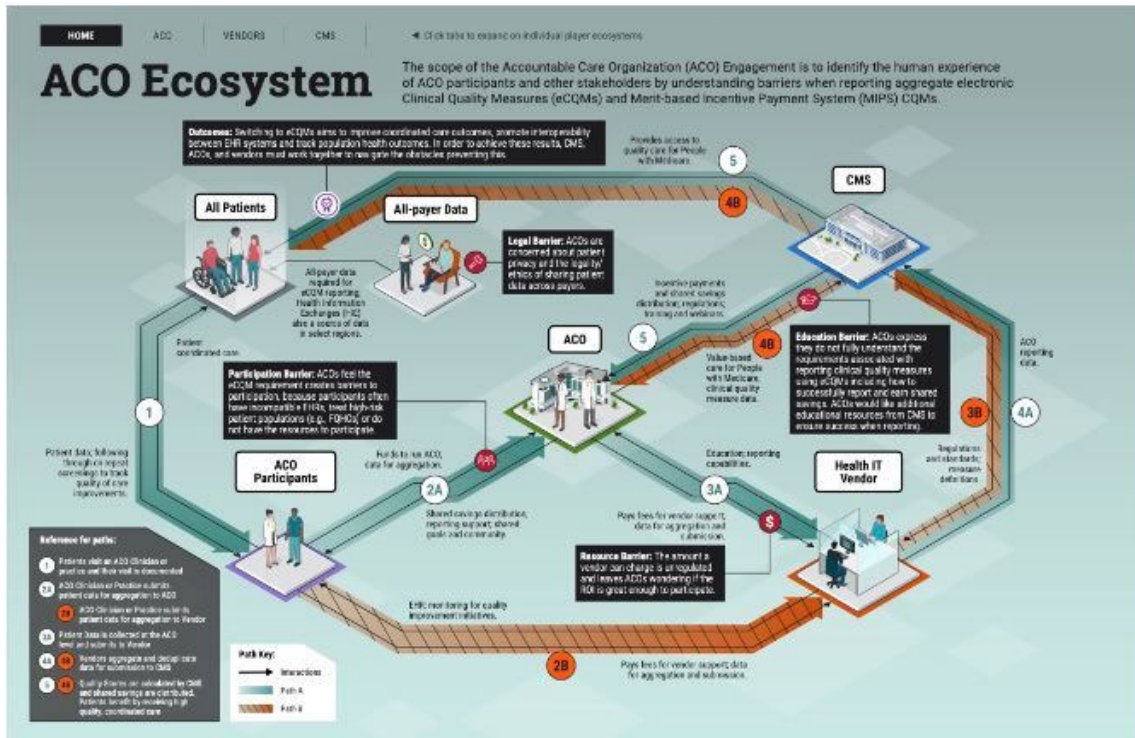 HOME
ACO
VENDORS
CMS
◄ Click tabs to expand on individual player ecosystems
ACO Ecosystem
The scope of the Accountable Care Organization (ACO) Engagement is to identify the human experience
of ACO participants and other stakeholders by understanding barriers when reporting aggregate electronic
Clinical Quality Measures (eCQMs) and Merit-based Incentive Payment System (MIPS) CQMs.
Outcomes: Switching to eCQMs aims to improve coordinated care outcomes, promote interoperability
between EHR systems and track population health outcomes. In order to achieve these results, CMS,
ACOs, and vendors must work together to navigate the obstacles preventing this.
Provides access to
quality care for People
with Medicare.
5
4B
CMS
All Patients
All-payer Data
Legal Barrier: ACOs are
concerned about patient
privacy and the legality/
ethics of sharing patient
data across payers.
All-payer data
required for
eCQM reporting;
Health Information
Exchanges (HIE)
also a source of data
in select regions.
Incentive payments
and shared savings
distribution; regulations;
training and webinars.
5
4B
Patient
coordinated care.
ACO
Education Barrier: ACOs express
they do not fully understand the
requirements associated with
reporting clinical quality measures
using eCQMs including how to
successfully report and earn shared
savings. ACOs would like additional
educational resources from CMS to
ensure success when reporting.
ACO
reporting
data.
Value-based
care for People
with Medicare;
clinical quality
measure data.
Participation Barrier: ACOs feel the
eCQM requirement creates barriers to
participation, because participants often
have incompatible EHRs, treat high-risk
patient populations (e.g., FQHCs) or do
not have the resources to participate.
1
3B
4A
Patient data; following
through on repeat
screenings to track
quality of care
improvements.
ACO
Participants
Funds to run ACO;
data for aggregation.
2A
Education; reporting
capabilities.
3A
Health IT
Vendor
Regulations
and standards;
measure
definitions.
Shared savings distribution;
reporting support; shared
goals and community.
Pays fees for vendor support;
data for aggregation and
submission.
$
Resource Barrier: The amount a
vendor can charge is unregulated
and leaves ACOs wondering if the
ROI is great enough to participate.
Reference for paths:
1 Patients visit an ACO Clinician or
practice and their visit is documented
2A ACO Clinician or Practice submits
patient data for aggregation to ACO
2B ACO Clinician or Practice submits
patient data for aggregation to Vendor
3A Patient Data is collected at the ACO
level and submits to Vendor
4A 3B Vendors aggregate and deduplicate
data for submission to CMS
5 4B Quality Scores are calculated by CMS
and shared savings are distributed.
Patients benefit by receiving high
quality, coordinated care
Path Key:
Interactions
Path A
Path B
EHR monitoring for quality
improvement initiatives.
2B
Pays fees for vendor support; data
for aggregation and submission.